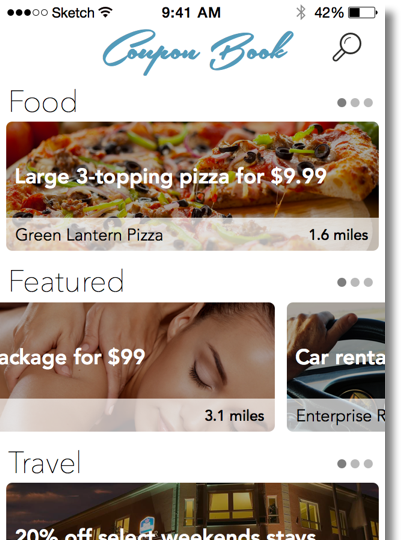 Sketch 9:41 AM 42%
Coupon Book
Food
Large 3-topping pizza for $9.99
Green Lantern Pizza 1.6 miles
Featured
ackage for $99 Car renta
3.1 miles Enterprise R
Travel
20% off select weekends stays